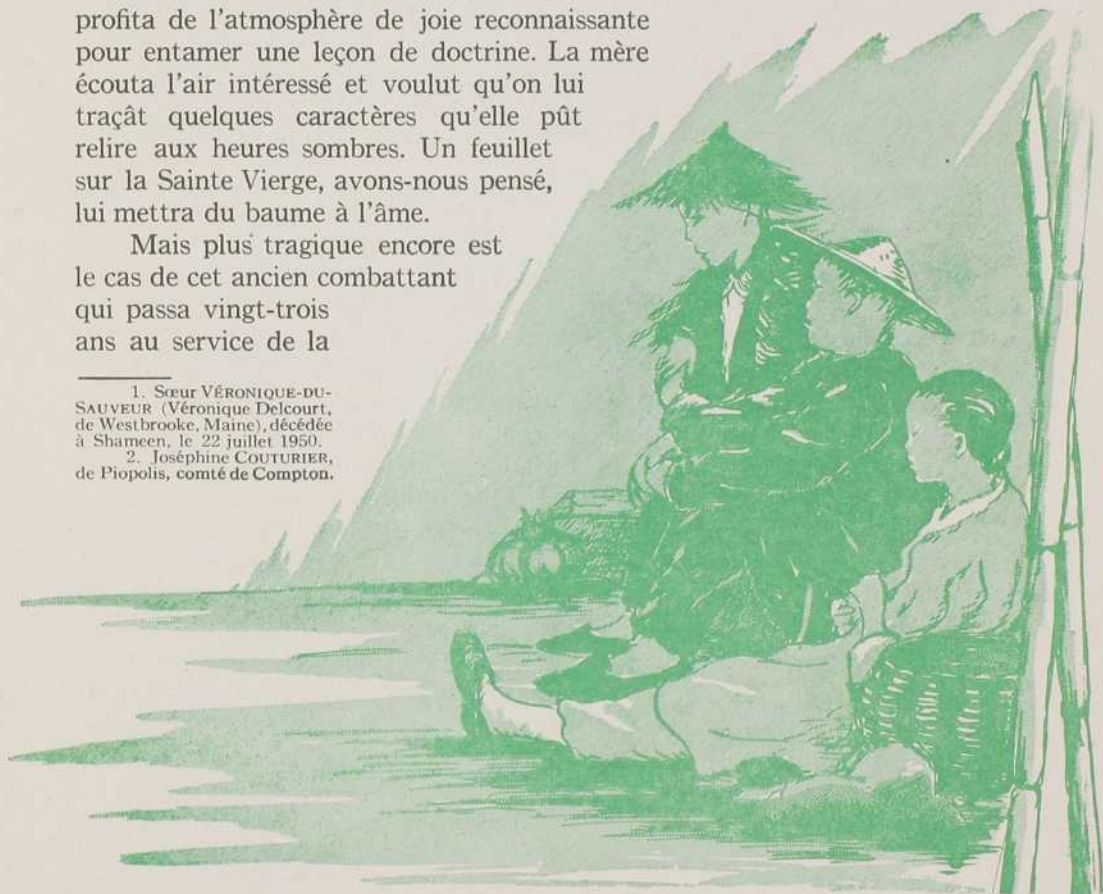 profita de l'atmosphère de joie reconnaissante
pour entamer une leçon de doctrine. La mère
écouta l'air intéressé et voulut qu'on lui
traçât quelques caractères qu'elle pût
relire aux heures sombres. Un feuillet
sur la Sainte Vierge, avons-nous pensé,
lui mettra du baume à l'âme.
Mais plus tragique encore est
le cas de cet ancien combattant
qui passa vingt-trois
ans au service de la
1. Sœur VÉRONIQUE-DU-
SAUVEUR (Véronique Delcourt,
de Westbrooke, Maine), décédée
à Shameen, le 22 juillet 1950.
2. Joséphine COUTURIER,
de Piopolis, comté de Compton.